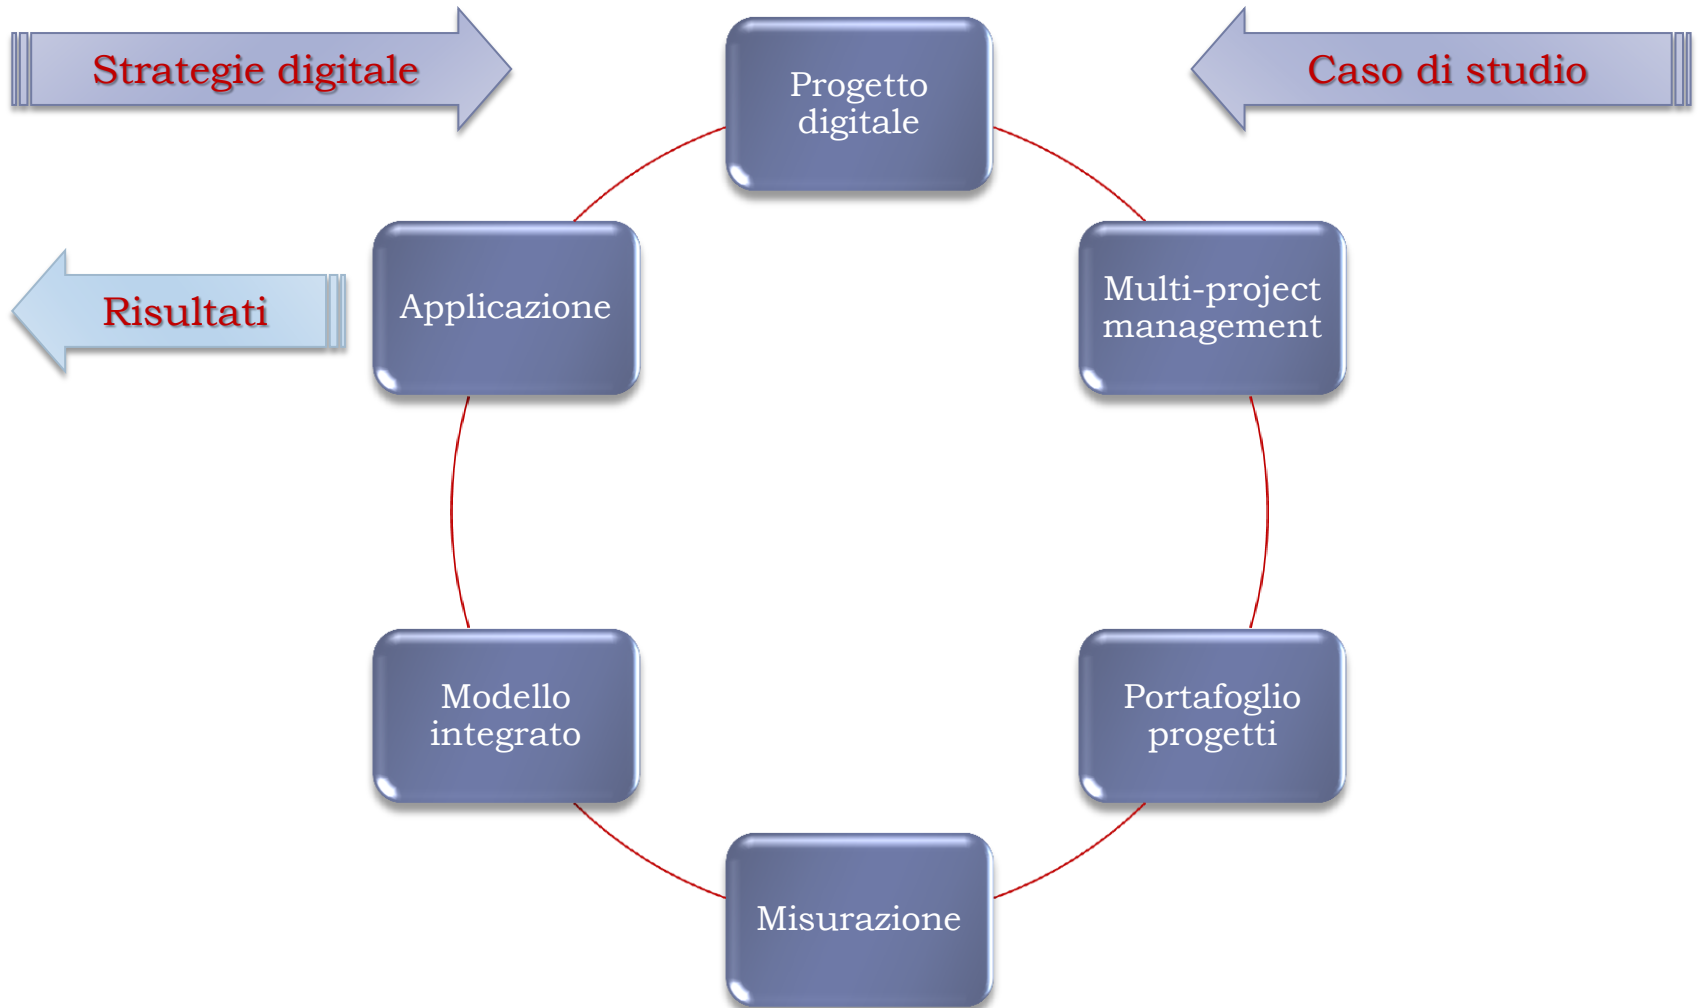 Strategie digitale
Progetto
digitale
Caso di studio
Applicazione
Multi-project
management
Risultati
Modello
integrato
Portafoglio
progetti
Misurazione